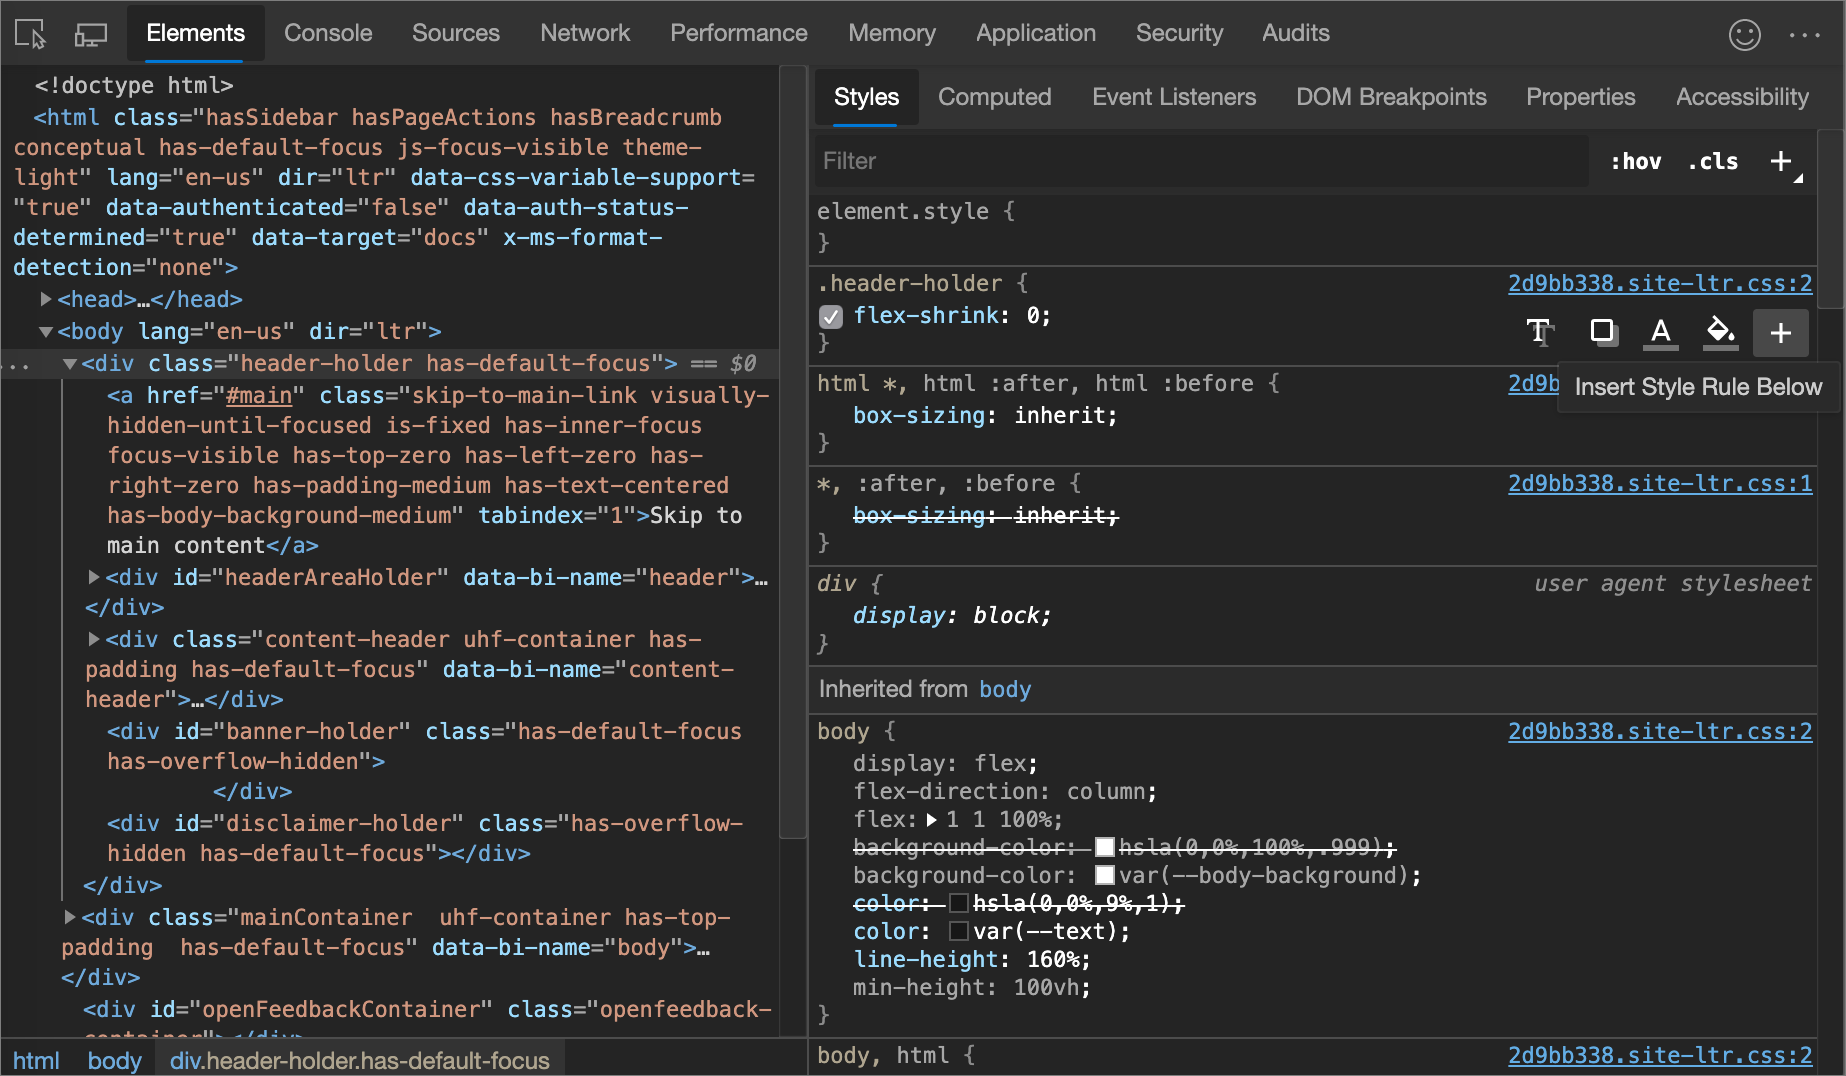 Elements Console Sources Network Performance Memory Application Security Audits
<!doctype html>
<html class="hasSidebar hasPageActions hasBreadcrumb
conceptual has-default-focus js-focus-visible theme-
light" lang="en-us" dir="ltr" data-css-variable-support=
"true" data-authenticated="false" data-auth-status-
determined="true" data-target="docs" x-ms-format-
detection="none">
<head>…</head>
<body lang="en-us" dir="ltr">
... <div class="header-holder has-default-focus"> == $0
<a href="#main" class="skip-to-main-link visually-
hidden-until-focused is-fixed has-inner-focus
focus-visible has-top-zero has-left-zero has-
right-zero has-padding-medium has-text-centered
has-body-background-medium" tabindex="1">Skip to
main content</a>
<div id="headerAreaHolder" data-bi-name="header">…
</div>
<div class="content-header uhf-container has-
padding has-default-focus" data-bi-name="content-
header">…</div>
<div id="banner-holder" class="has-default-focus
has-overflow-hidden">
</div>
<div id="disclaimer-holder" class="has-overflow-
hidden has-default-focus"></div>
</div>
<div class="mainContainer  uhf-container has-top-
padding  has-default-focus" data-bi-name="body">…
</div>
<div id="openFeedbackContainer" class="openfeedback-
container"></div>
html body div.header-holder.has-default-focus
Styles Computed Event Listeners DOM Breakpoints Properties Accessibility
Filter :hov .cls +
element.style {
}
.header-holder { 2d9bb338.site-ltr.css:2
flex-shrink: 0;
}
Insert Style Rule Below
html *, html :after, html :before { 2d9b
box-sizing: inherit;
}
*, :after, :before { 2d9bb338.site-ltr.css:1
box-sizing: inherit;
}
div { user agent stylesheet
display: block;
}
Inherited from body
body { 2d9bb338.site-ltr.css:2
display: flex;
flex-direction: column;
flex: 1 1 100%;
background-color: hsla(0,0%,100%,.999);
background-color: var(--body-background);
color: hsla(0,0%,9%,1);
color: var(--text);
line-height: 160%;
min-height: 100vh;
}
body, html { 2d9bb338.site-ltr.css:2